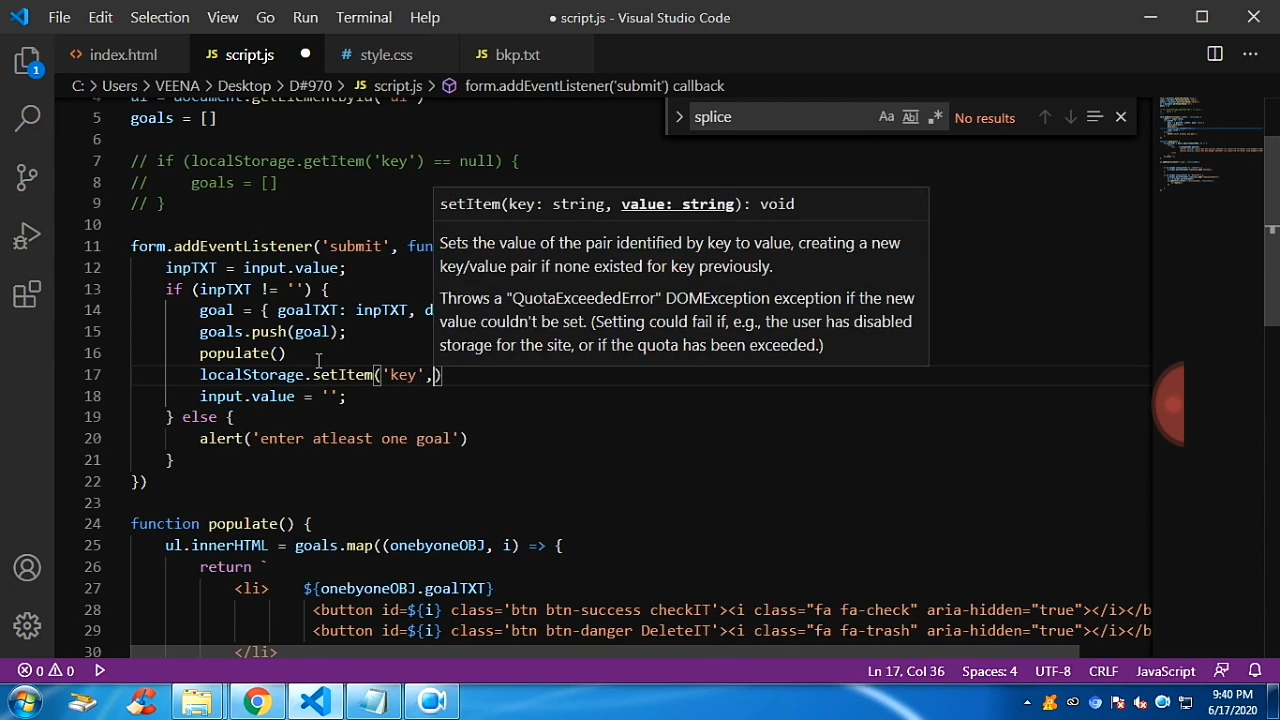 File Edit Selection View Go Run Terminal Help ● script.js - Visual Studio Code
index.html JS script.js # style.css JS bkp.txt
C: > Users > VEENA > Desktop > D#970 > JS script.js > form.addEventListener('submit') callback
splice Aa Abl .* No results
5 goals = []
6
7 // if (localStorage.getItem('key') == null) {
8 //     goals = []
9 // }
10
setItem(key: string, value: string): void
Sets the value of the pair identified by key to value, creating a new
key/value pair if none existed for key previously.
Throws a "QuotaExceededError" DOMException exception if the new
value couldn't be set. (Setting could fail if, e.g., the user has disabled
storage for the site, or if the quota has been exceeded.)
11 form.addEventListener('submit', fun
12 inpTXT = input.value;
13 if (inpTXT != '') {
14 goal = { goalTXT: inpTXT, d
15 goals.push(goal);
16 populate()
17 localStorage.setItem('key',)
18 input.value = '';
19 } else {
20 alert('enter atleast one goal')
21 }
22 })
23
24 function populate() {
25 ul.innerHTML = goals.map((onebyoneOBJ, i) => {
26 return `
27 <li> ${onebyoneOBJ.goalTXT}
28 <button id=${i} class='btn btn-success checkIT'><i class="fa fa-check" aria-hidden="true"></i></b
29 <button id=${i} class='btn btn-danger DeleteIT'><i class="fa fa-trash" aria-hidden="true"></i></b
30 </li>
0 0 Ln 17, Col 36 Spaces: 4 UTF-8 CRLF JavaScript
9:40 PM
6/17/2020